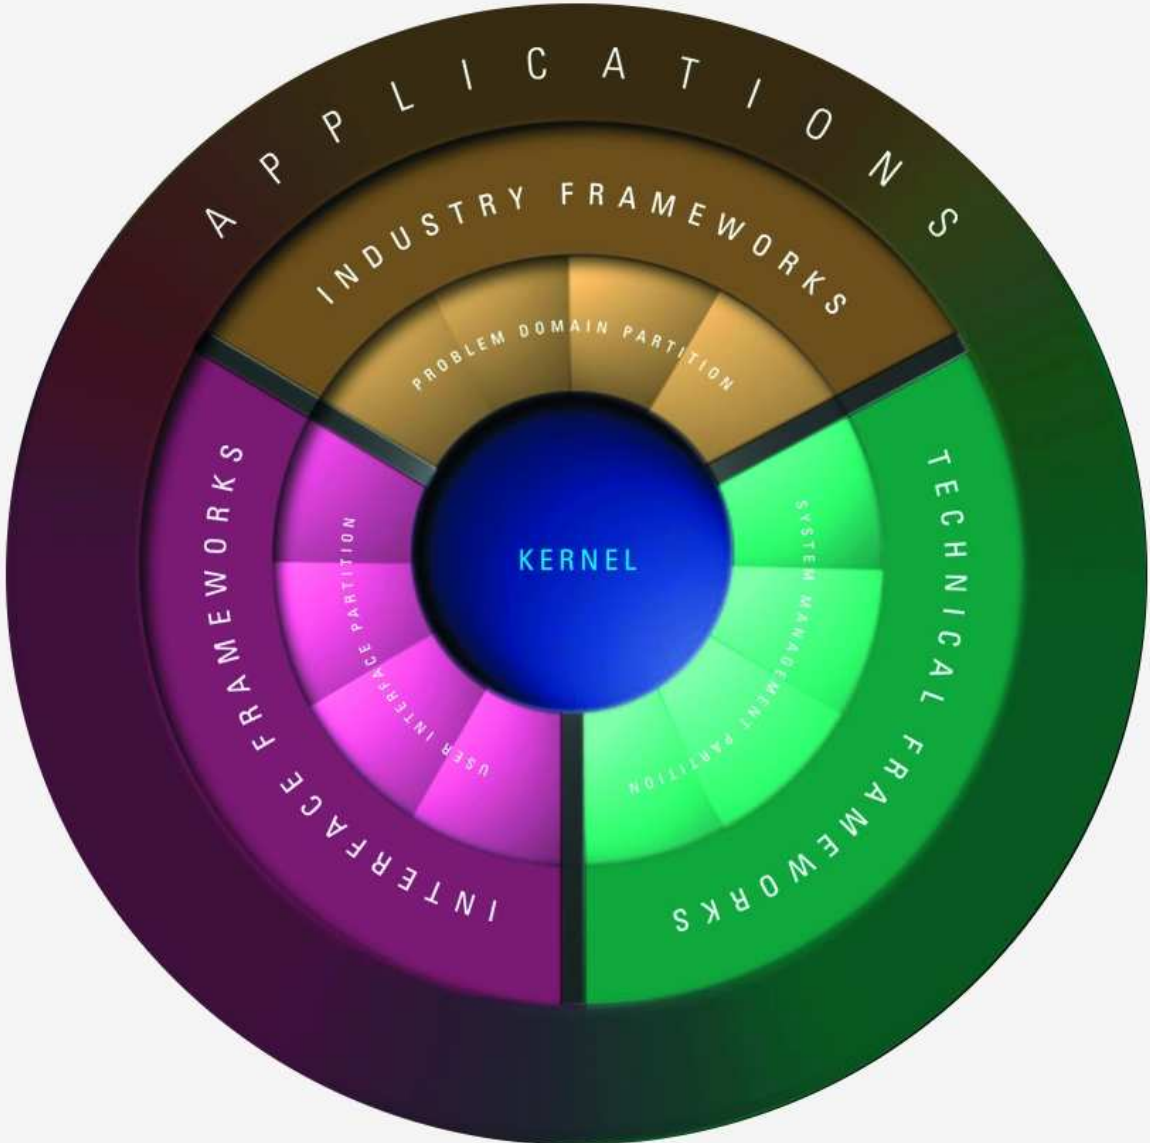 APPLICATIONS
INDUSTRY FRAMEWORKS
PROBLEM DOMAIN PARTITION
KERNEL
INTERFACE FRAMEWORKS
USER INTERFACE PARTITION
SYSTEM MANAGEMENT PARTITION
TECHNICAL FRAMEWORKS